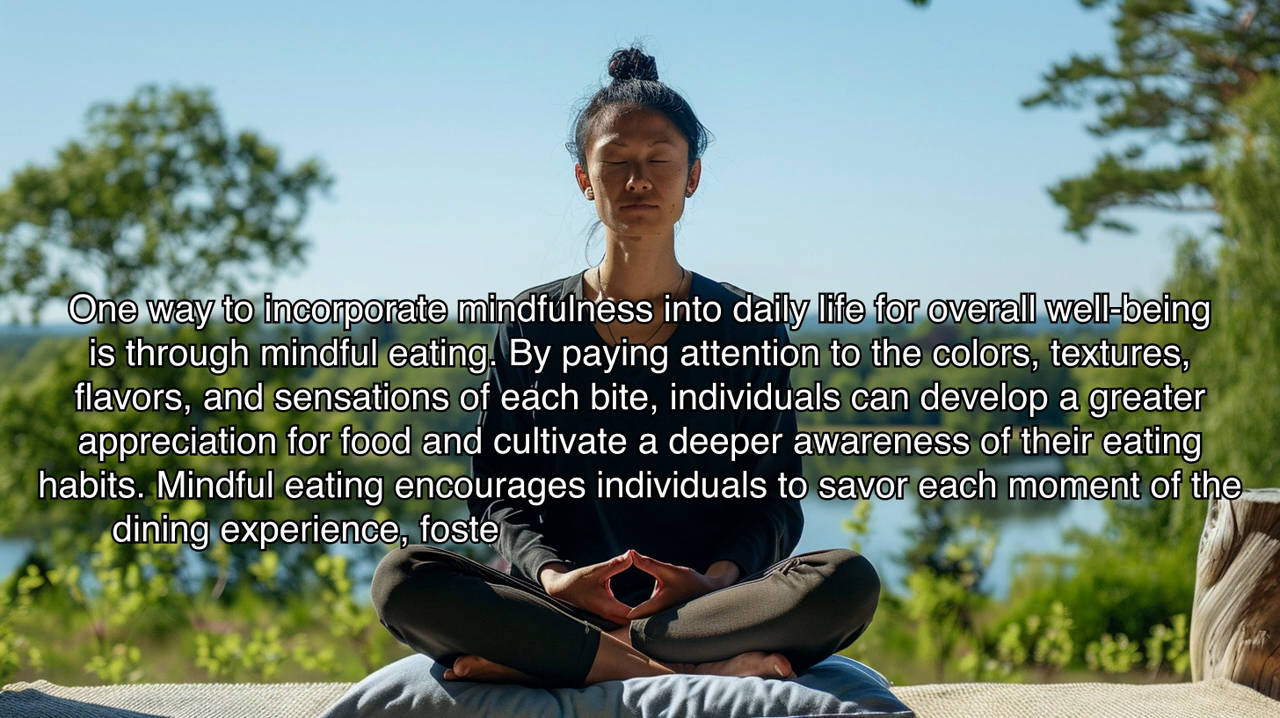 One way to incorporate mindfulness into daily life for overall well-being
is through mindful eating. By paying attention to the colors, textures,
flavors, and sensations of each bite, individuals can develop a greater
appreciation for food and cultivate a deeper awareness of their eating
habits. Mindful eating encourages individuals to savor each moment of the
dining experience, foste